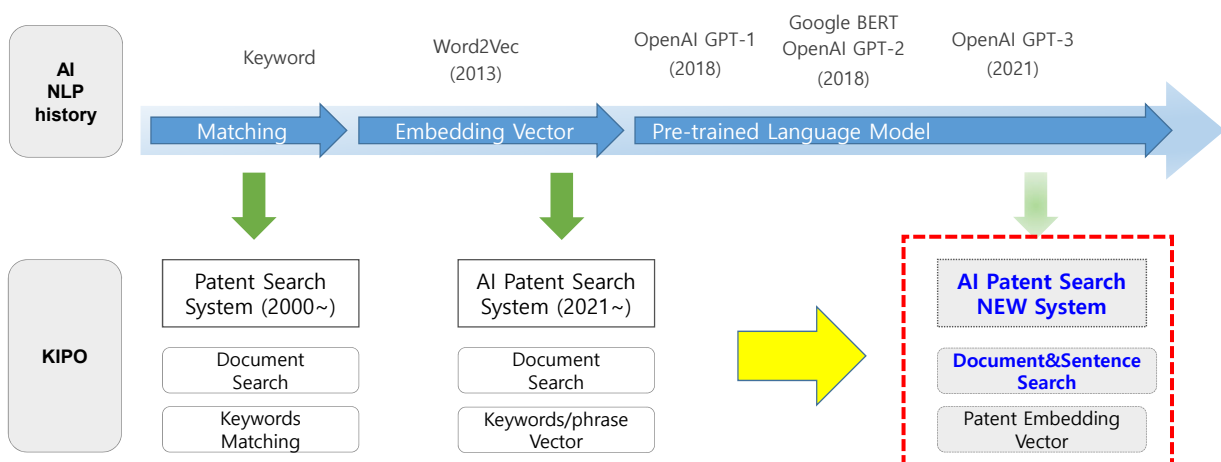 AI
NLP
history
Keyword
Word2Vec
(2013)
OpenAI GPT-1
(2018)
Google BERT
OpenAI GPT-2
(2018)
OpenAI GPT-3
(2021)
Matching
Embedding Vector
Pre-trained Language Model
KIPO
Patent Search
System (2000~)
Document
Search
Keywords
Matching
AI Patent Search
System (2021~)
Document
Search
Keywords/phrase
Vector
AI Patent Search
NEW System
Document&Sentence
Search
Patent Embedding
Vector